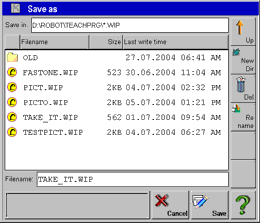 Save as
Save in: D:\ROBOT\TEACHPRG\*.WIP
Up
Filename Size Last write time
OLD 27.07.2004 06:41 AM
FASTONE.WIP 523 30.06.2004 11:04 AM
PICT.WIP 2KB 04.07.2004 02:32 PM
PICTO.WIP 2KB 05.07.2004 01:21 PM
TAKE_IT.WIP 562 01.07.2004 09:54 AM
TESTPICT.WIP 2KB 04.07.2004 06:27 AM
New Dir
Del
Re name
Filename: TAKE_IT.WIP
Cancel Save ?